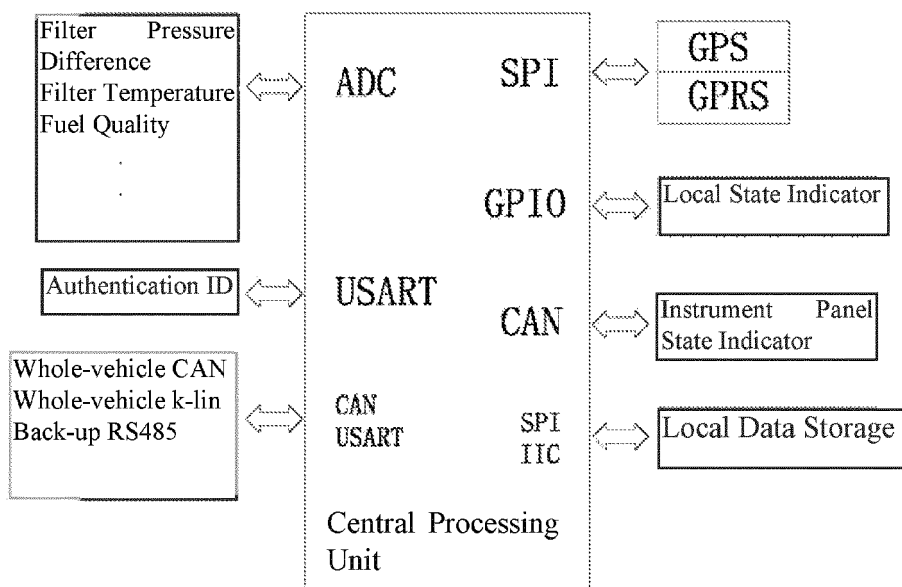 Filter Pressure
Difference
Filter Temperature
Fuel Quality
.
.
Authentication ID
Whole-vehicle CAN
Whole-vehicle k-lin
Back-up RS485
ADC
USART
CAN
USART
SPI
GPIO
CAN
SPI
IIC
Central Processing
Unit
GPS
GPRS
Local State Indicator
Instrument Panel
State Indicator
Local Data Storage